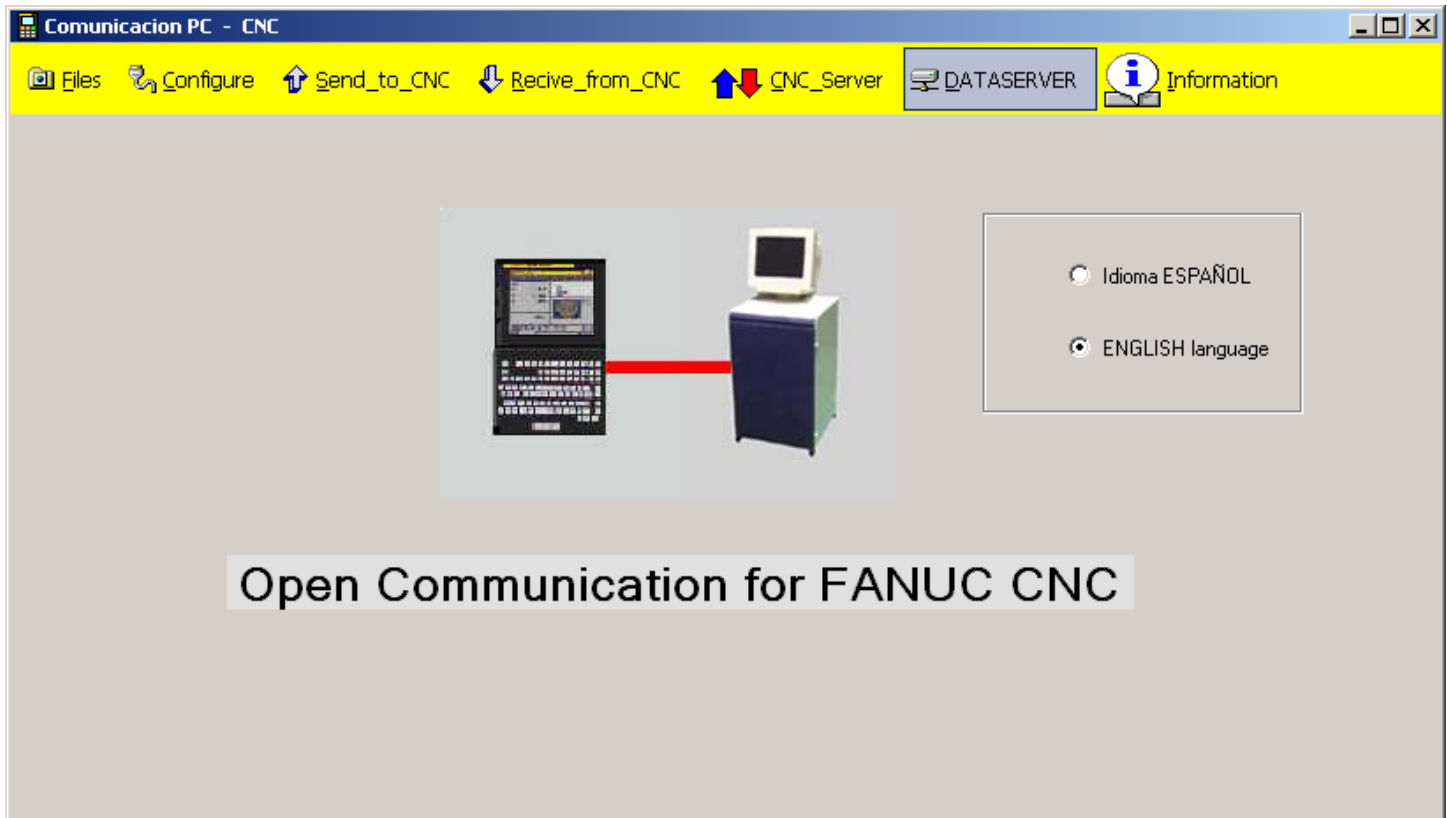 Comunicacion PC - CNC
Files Configure Send_to_CNC Recive_from_CNC CNC_Server DATASERVER Information
Idioma ESPAÑOL
ENGLISH language
Open Communication for FANUC CNC